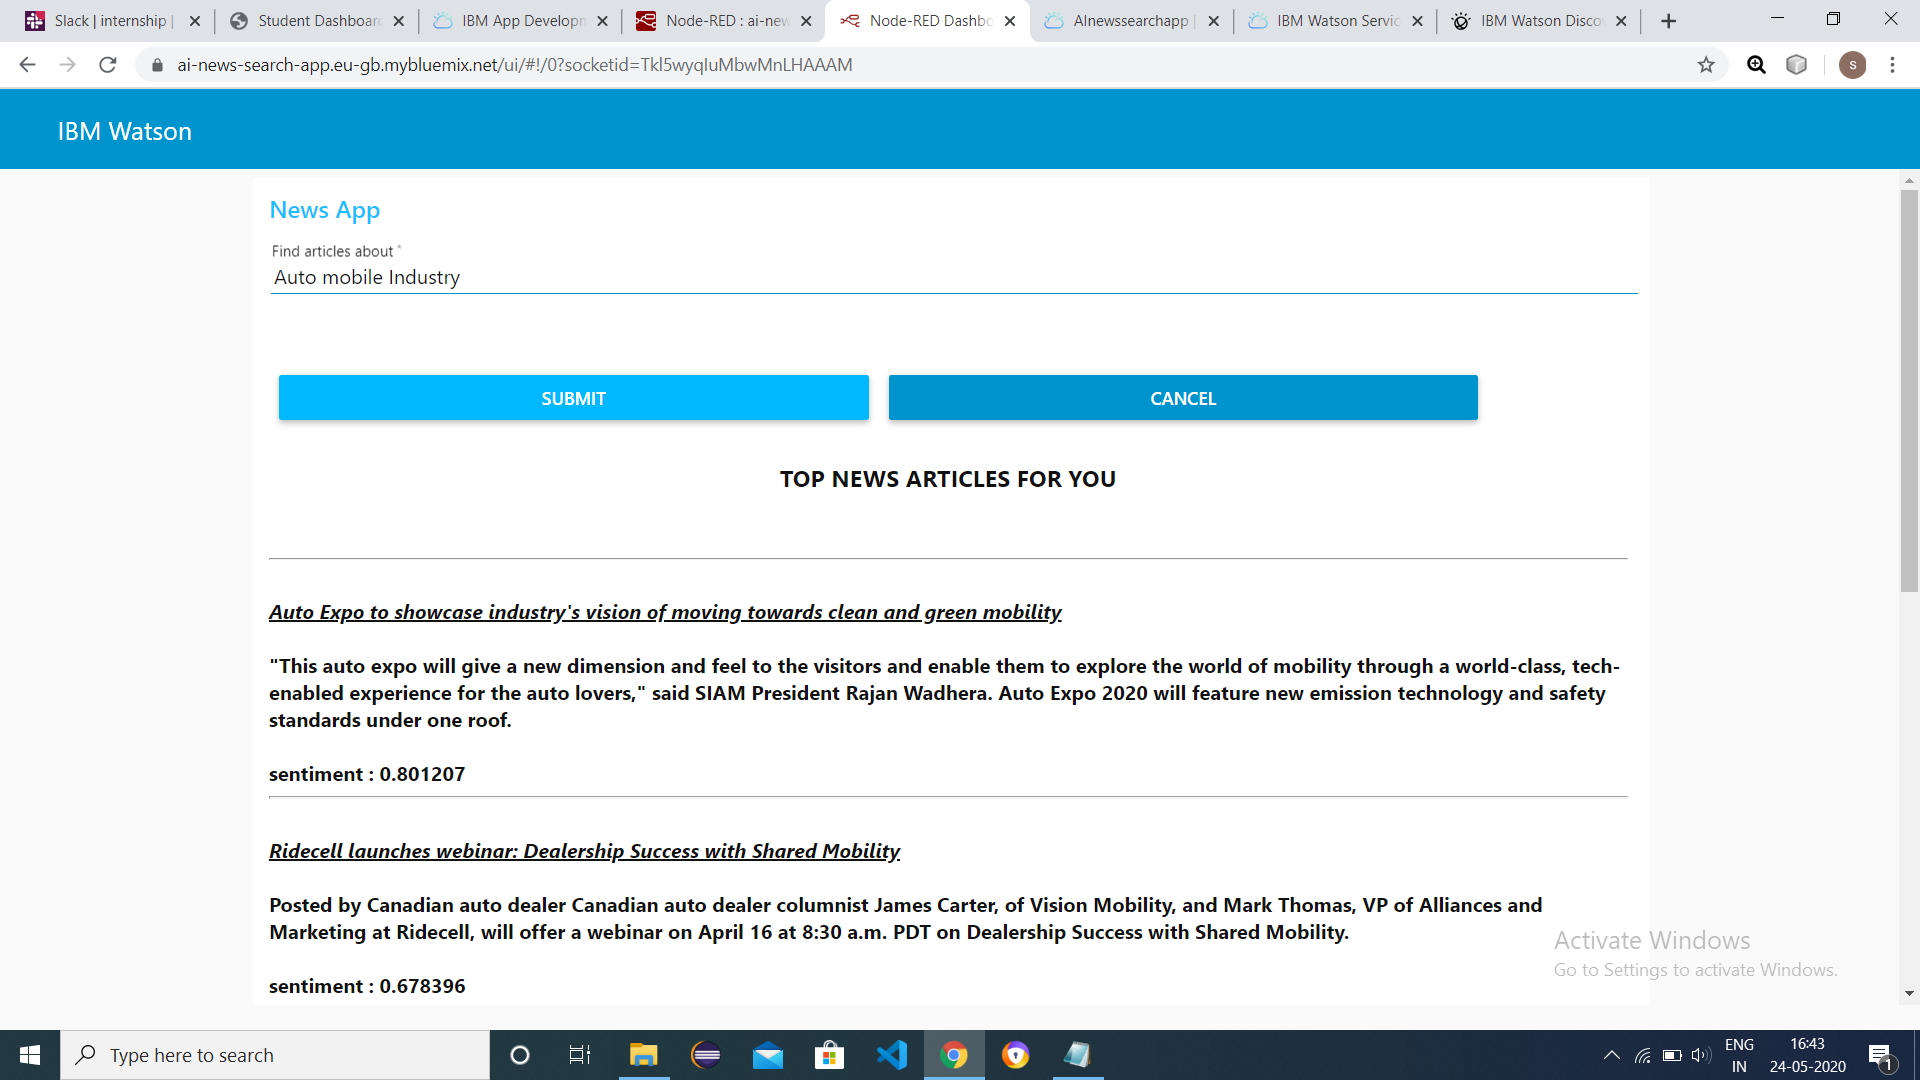 Slack | internship |
Student Dashboard
IBM App Developm
Node-RED : ai-new
Node-RED Dashbo
AInewssearchapp |
IBM Watson Servic
IBM Watson Disco
ai-news-search-app.eu-gb.mybluemix.net/ui/#!/0?socketid=Tkl5wyqIuMbwMnLHAAAM
s
IBM Watson
News App
Find articles about *
Auto mobile Industry
SUBMIT
CANCEL
TOP NEWS ARTICLES FOR YOU
Auto Expo to showcase industry's vision of moving towards clean and green mobility
"This auto expo will give a new dimension and feel to the visitors and enable them to explore the world of mobility through a world-class, tech-
enabled experience for the auto lovers," said SIAM President Rajan Wadhera. Auto Expo 2020 will feature new emission technology and safety
standards under one roof.
sentiment : 0.801207
Ridecell launches webinar: Dealership Success with Shared Mobility
Posted by Canadian auto dealer Canadian auto dealer columnist James Carter, of Vision Mobility, and Mark Thomas, VP of Alliances and
Marketing at Ridecell, will offer a webinar on April 16 at 8:30 a.m. PDT on Dealership Success with Shared Mobility.
sentiment : 0.678396
Activate Windows
Go to Settings to activate Windows.
Type here to search
ENG
IN
16:43
24-05-2020
1